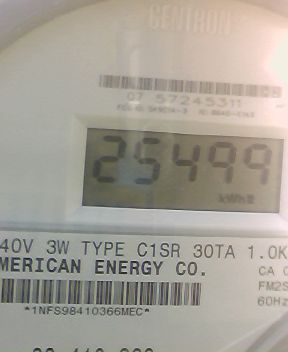 CENTRON
07 57245311
25499
kWh
40V 3W TYPE C1SR 30TA 1.0K
MERICAN ENERGY CO.
CA
FM2S
60Hz
*1NFS98410366MEC*